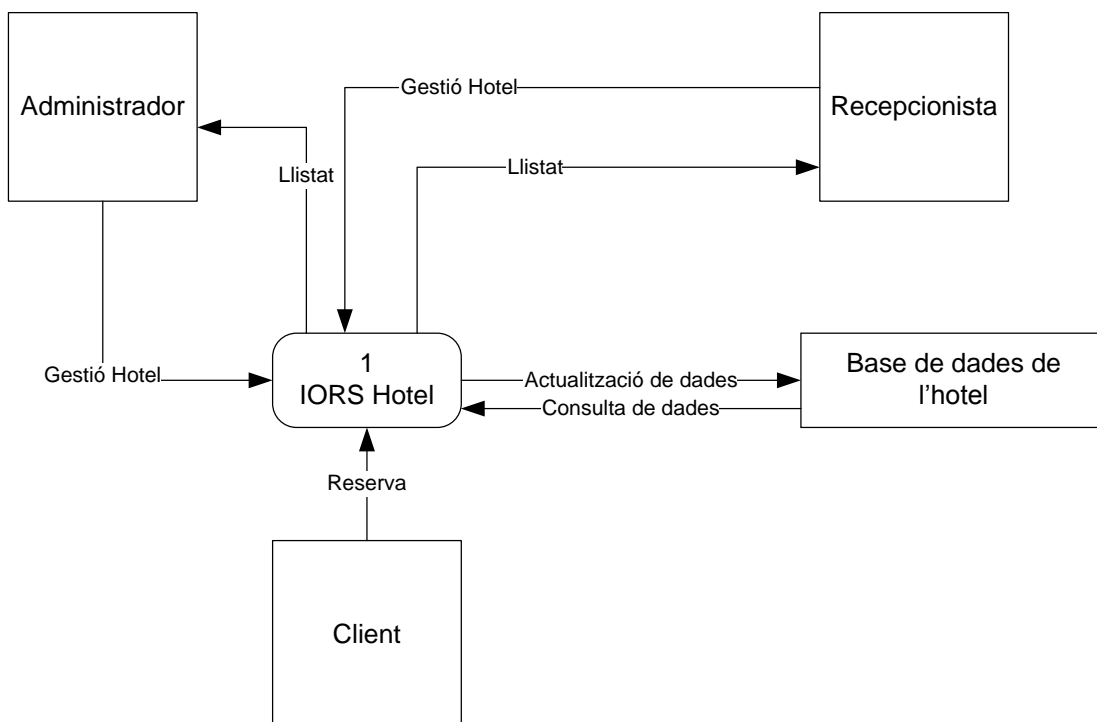 Administrador
Gestió Hotel
Recepcionista
Llistat
Llistat
1
IORS Hotel
Gestió Hotel
Actualització de dades
Consulta de dades
Base de dades de
l’hotel
Reserva
Client